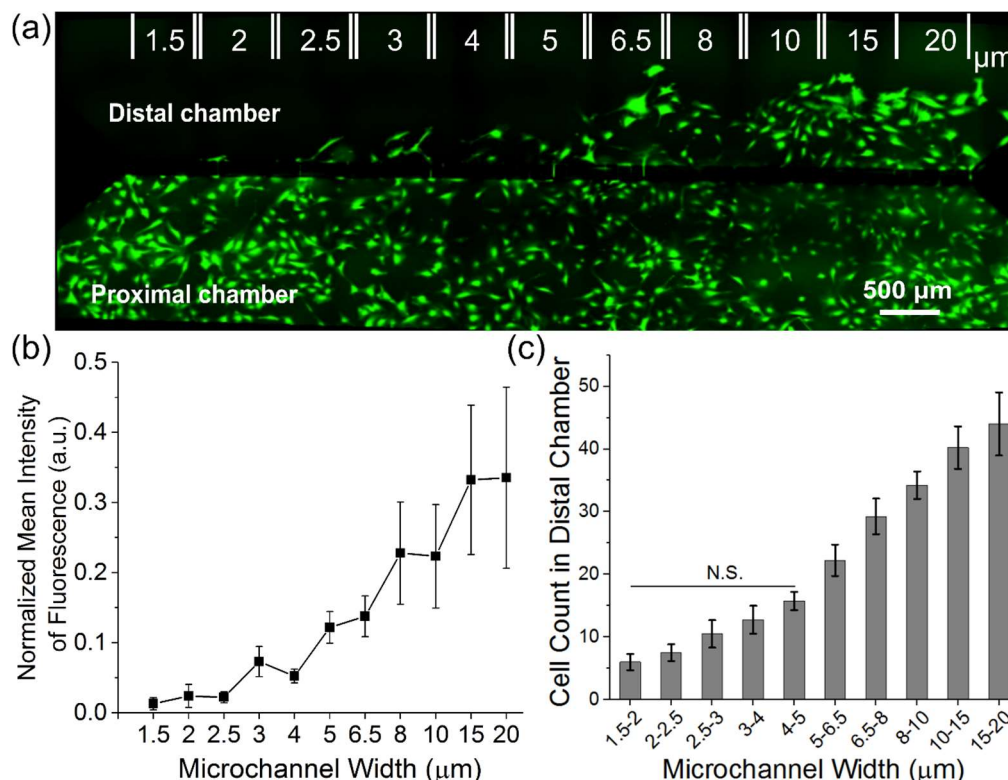 (a)
1.5 2 2.5 3 4 5 6.5 8 10 15 20 μm
Distal chamber
Proximal chamber
500 μm
(b)
0.5
0.4
0.3
0.2
0.1
0.0
Normalized Mean Intensity
of Fluorescence (a.u.)
1.5 2 2.5 3 4 5 6.5 8 10 15 20
Microchannel Width (μm)
(c)
50
40
30
20
10
0
Cell Count in Distal Chamber
N.S.
1.5-2 2-2.5 2.5-3 3-4 4-5 5-6.5 6.5-8 8-10 10-15 15-20
Microchannel Width (μm)